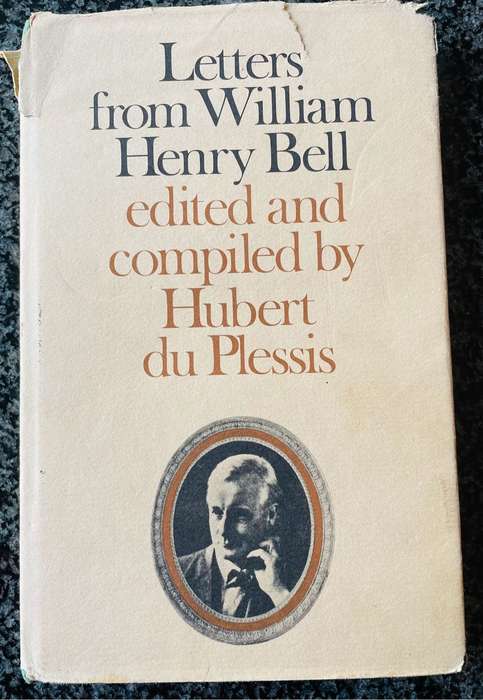 Letters
from William
Henry Bell
edited and
compiled by
Hubert
du Plessis